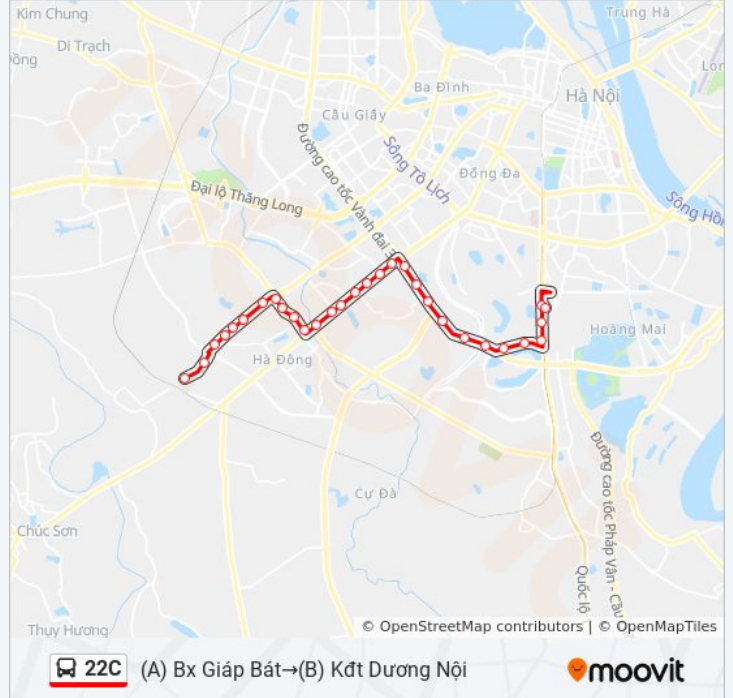 Kim Chung
Trung Hà
Di Trạch
Ba Đình
Hà Nội
Cầu Giấy
Đường cao tốc Vành đai 3
Sông Tô Lịch
Đống Đa
Đại lộ Thăng Long
Sông Hồ
Hoàng Mai
Hà Đông
Đường cao tốc Pháp Vân - Cầu
Cự Đà
Chúc Sơn
Quốc lộ
Thụy Hương
© OpenStreetMap contributors | © OpenMapTiles
22C (A) Bx Giáp Bát→(B) Kđt Dương Nội
moovit